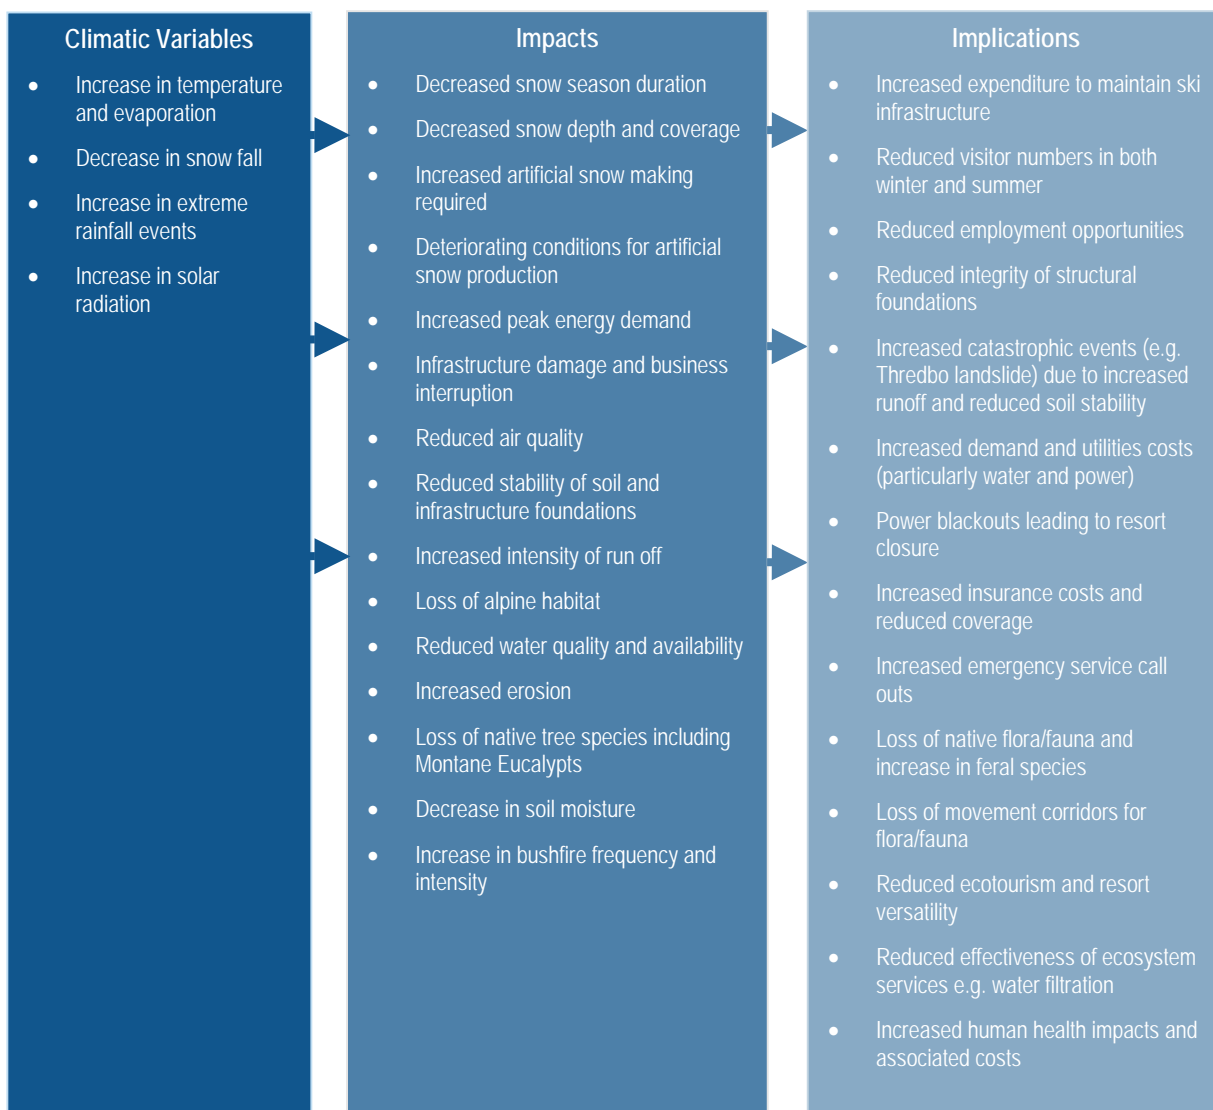 Climatic Variables
• Increase in temperature
and evaporation
• Decrease in snow fall
• Increase in extreme
rainfall events
• Increase in solar
radiation
Impacts
• Decreased snow season duration
• Decreased snow depth and coverage
• Increased artificial snow making
required
• Deteriorating conditions for artificial
snow production
• Increased peak energy demand
• Infrastructure damage and business
interruption
• Reduced air quality
• Reduced stability of soil and
infrastructure foundations
• Increased intensity of run off
• Loss of alpine habitat
• Reduced water quality and availability
• Increased erosion
• Loss of native tree species including
Montane Eucalypts
• Decrease in soil moisture
• Increase in bushfire frequency and
intensity
Implications
• Increased expenditure to maintain ski
infrastructure
• Reduced visitor numbers in both
winter and summer
• Reduced employment opportunities
• Reduced integrity of structural
foundations
• Increased catastrophic events (e.g.
Thredbo landslide) due to increased
runoff and reduced soil stability
• Increased demand and utilities costs
(particularly water and power)
• Power blackouts leading to resort
closure
• Increased insurance costs and
reduced coverage
• Increased emergency service call
outs
• Loss of native flora/fauna and
increase in feral species
• Loss of movement corridors for
flora/fauna
• Reduced ecotourism and resort
versatility
• Reduced effectiveness of ecosystem
services e.g. water filtration
• Increased human health impacts and
associated costs